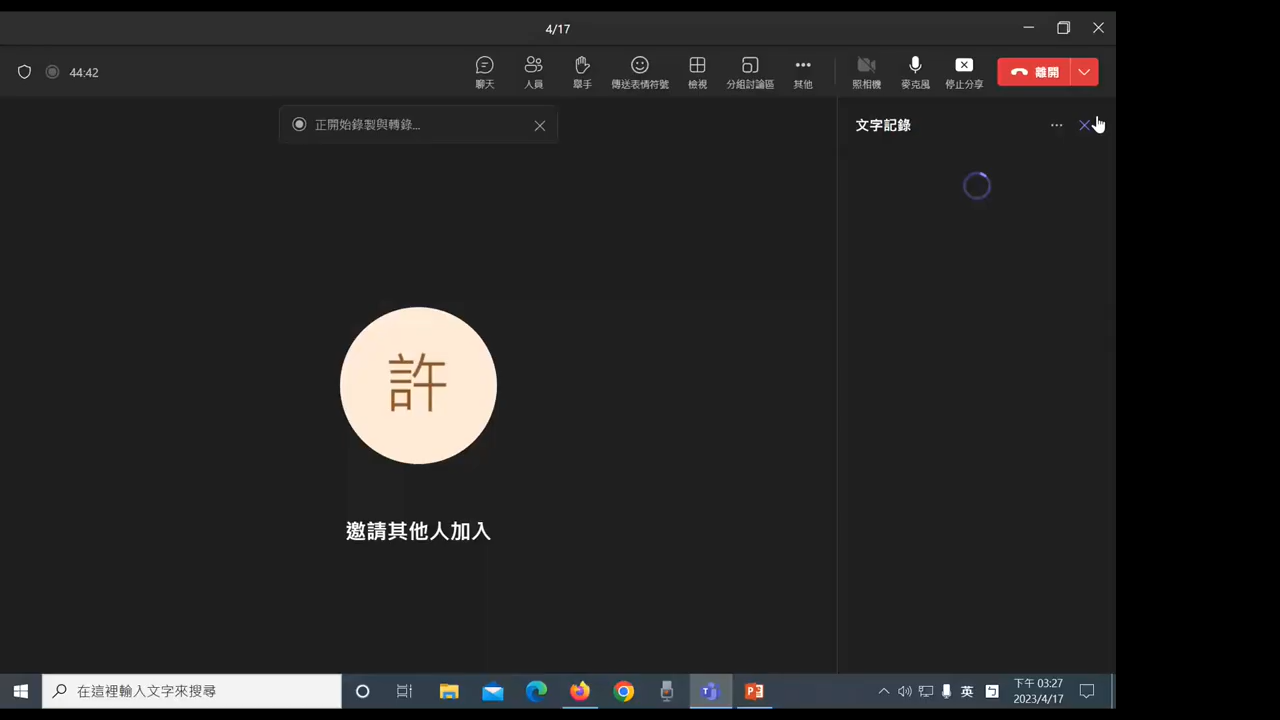 4/17
44:42
聊天
人員
舉手
傳送表情符號
檢視
分組討論區
其他
照相機
麥克風
停止分享
離開
正開始錄製與轉錄...
文字記錄
許
邀請其他人加入
在這裡輸入文字來搜尋
英
下午 03:27
2023/4/17